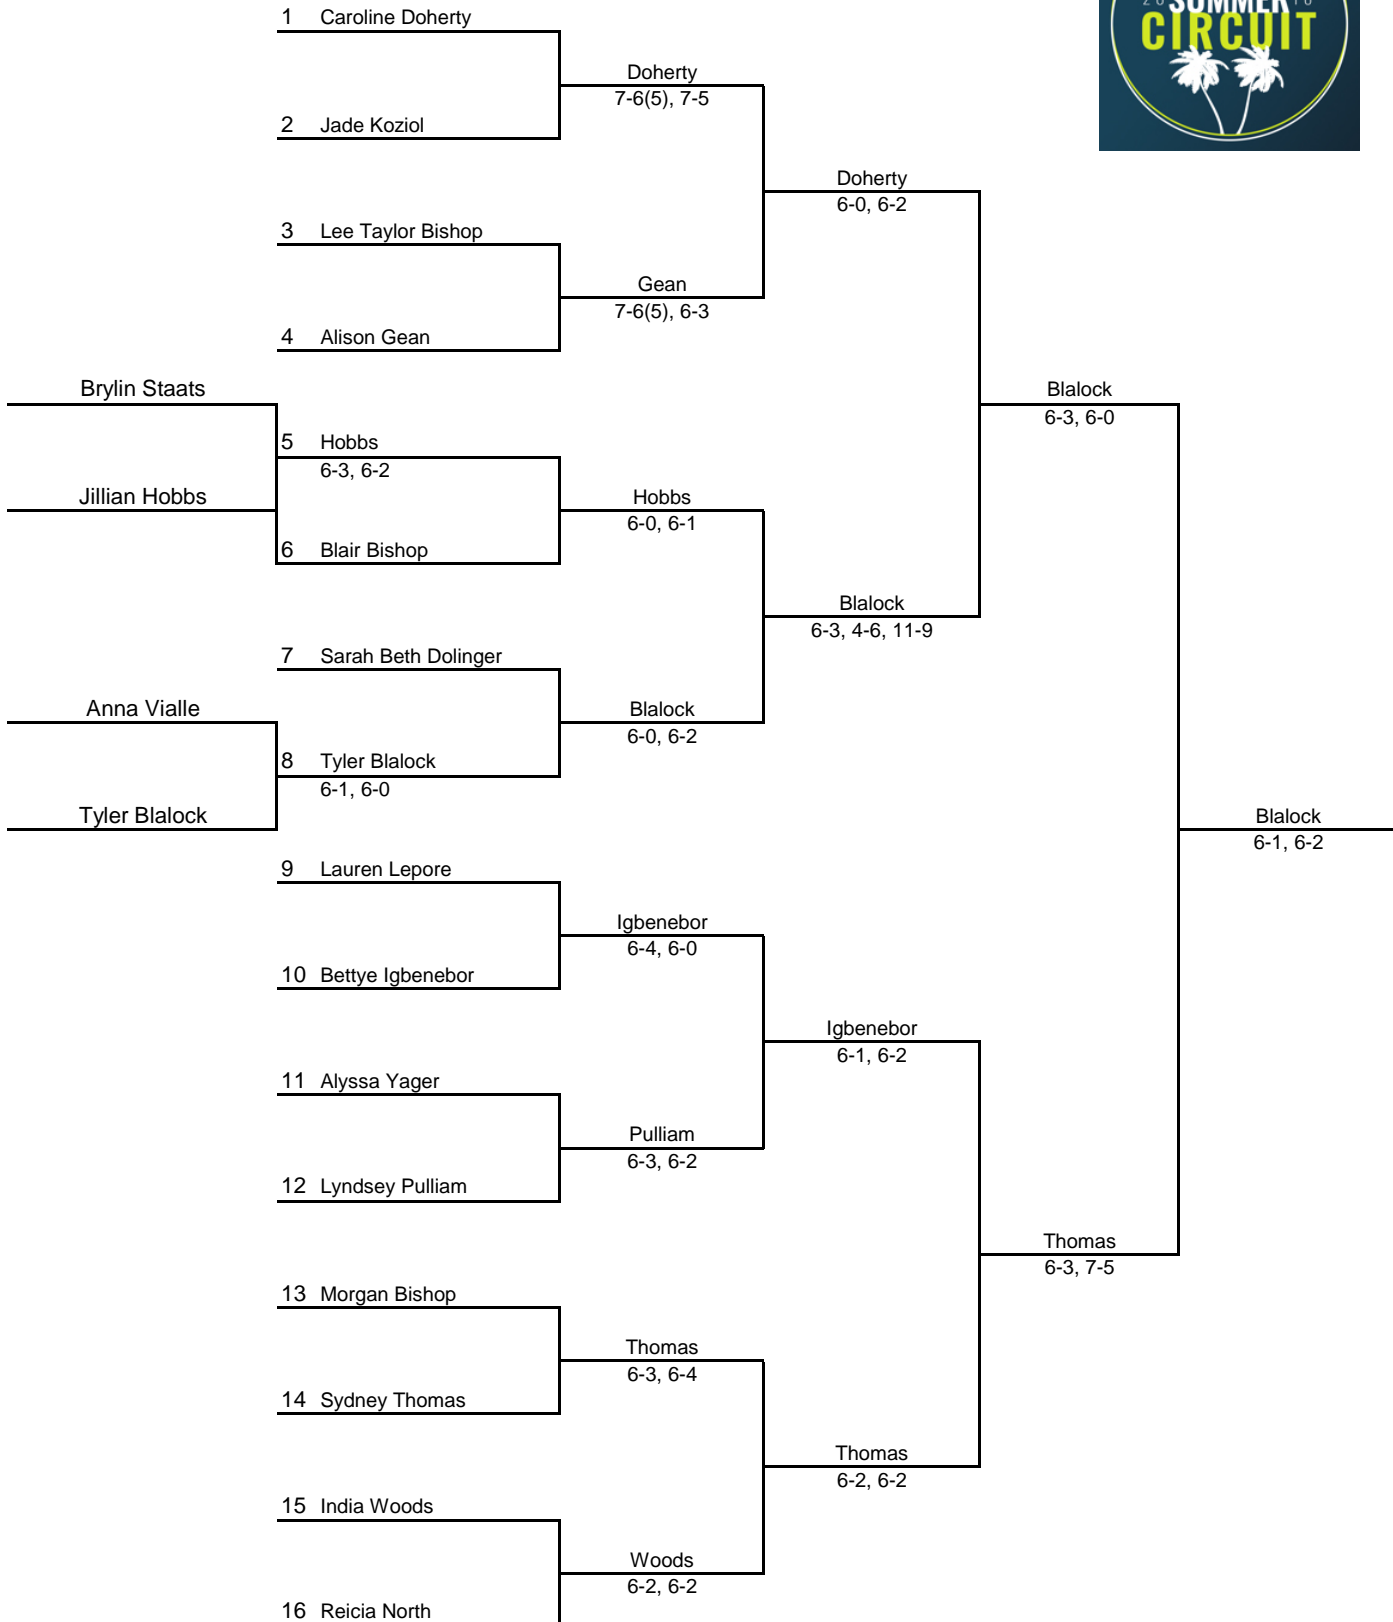 SUMMER
CIRCUIT
1 Caroline Doherty
Doherty
7-6(5), 7-5
2 Jade Koziol
Doherty
6-0, 6-2
3 Lee Taylor Bishop
Gean
7-6(5), 6-3
4 Alison Gean
Brylin Staats
Blalock
6-3, 6-0
5 Hobbs
6-3, 6-2
Jillian Hobbs
Hobbs
6-0, 6-1
6 Blair Bishop
Blalock
6-3, 4-6, 11-9
7 Sarah Beth Dolinger
Anna Vialle
Blalock
6-0, 6-2
8 Tyler Blalock
6-1, 6-0
Tyler Blalock
Blalock
6-1, 6-2
9 Lauren Lepore
Igbenebor
6-4, 6-0
10 Bettye Igbenebor
Igbenebor
6-1, 6-2
11 Alyssa Yager
Pulliam
6-3, 6-2
12 Lyndsey Pulliam
Thomas
6-3, 7-5
13 Morgan Bishop
Thomas
6-3, 6-4
14 Sydney Thomas
Thomas
6-2, 6-2
15 India Woods
Woods
6-2, 6-2
16 Reicia North